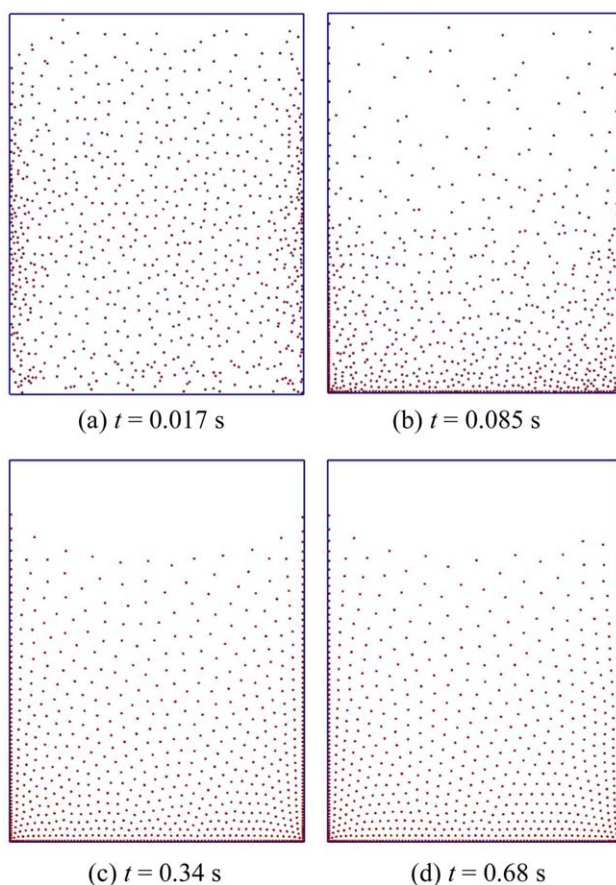 (a) t = 0.017 s
(b) t = 0.085 s
(c) t = 0.34 s
(d) t = 0.68 s